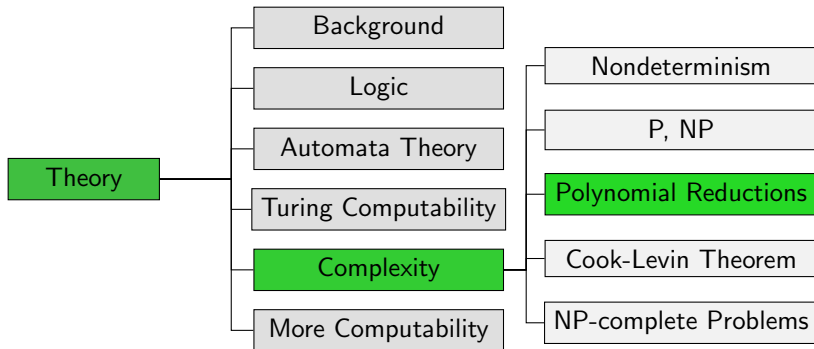 Theory
Background
Logic
Automata Theory
Turing Computability
Complexity
More Computability
Nondeterminism
P, NP
Polynomial Reductions
Cook-Levin Theorem
NP-complete Problems